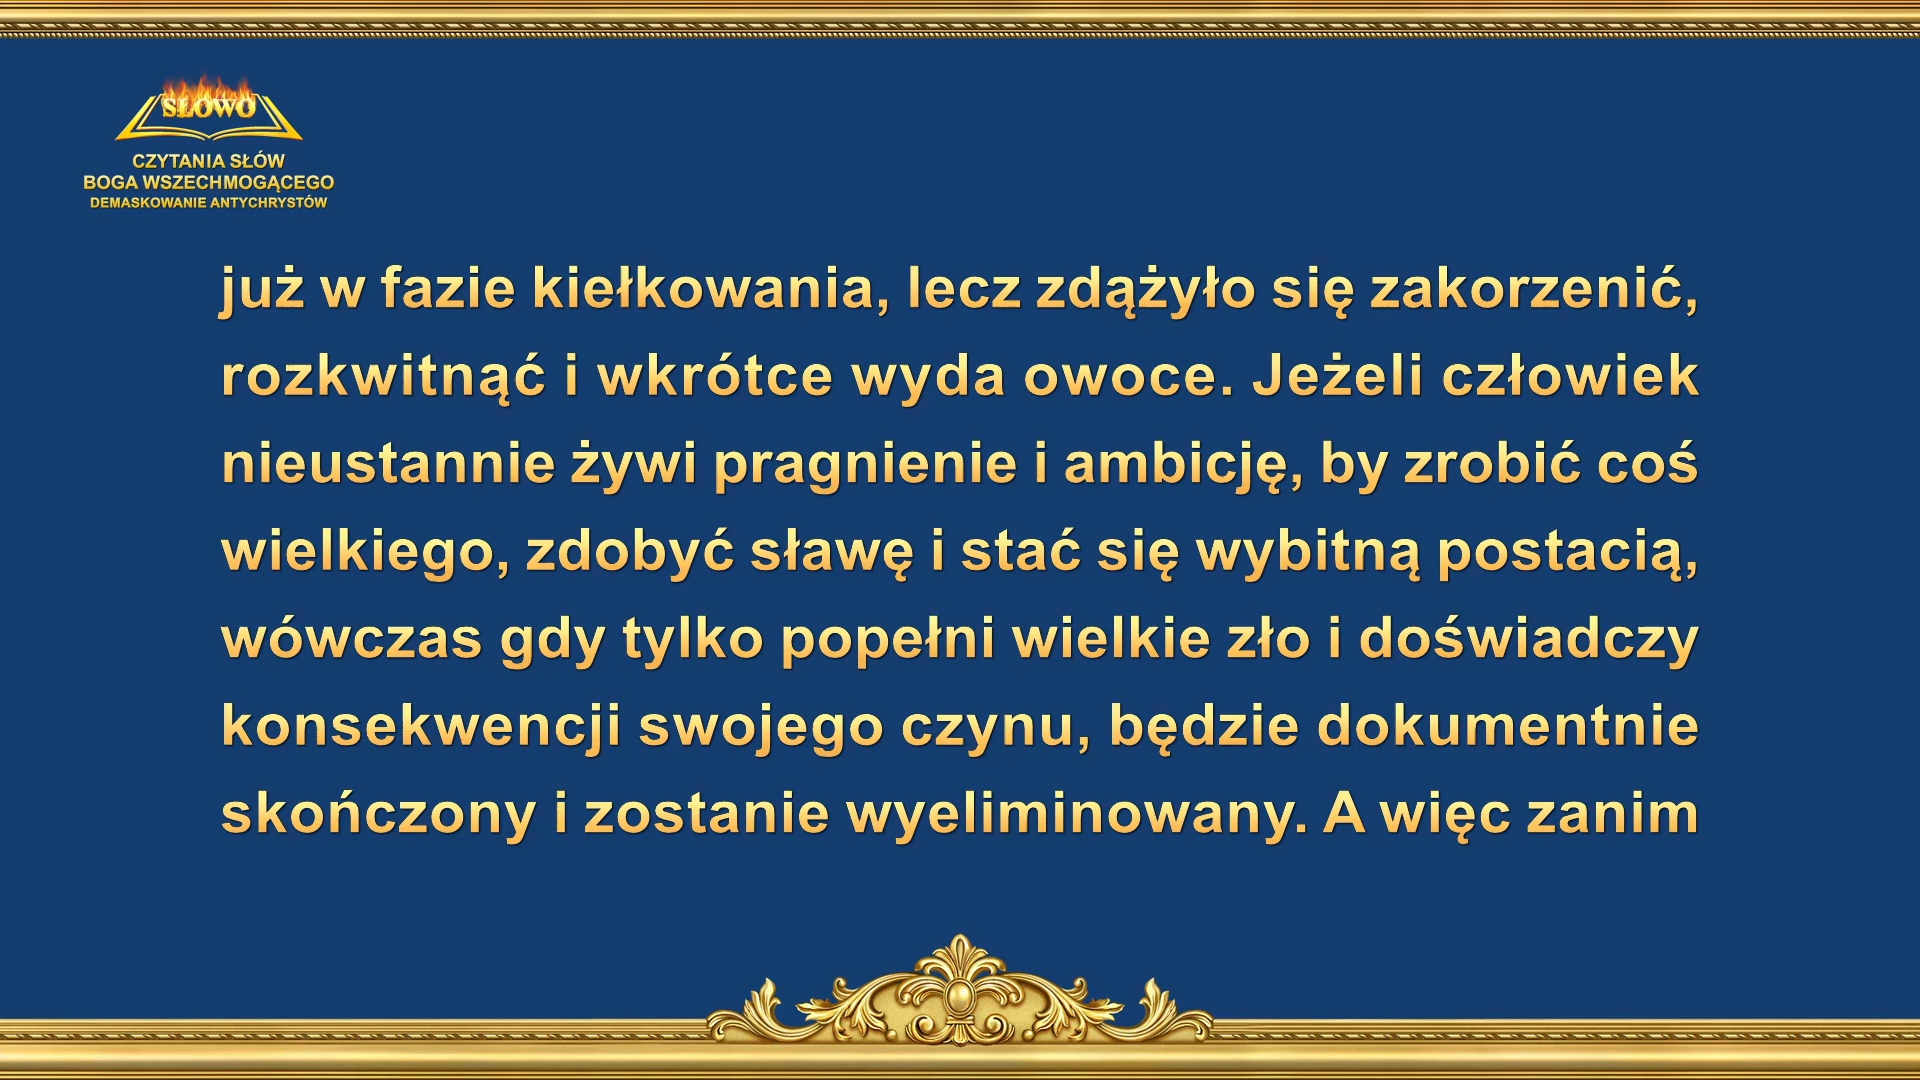 SŁOWO
CZYTANIA SŁÓW
BOGA WSZECHMOGĄCEGO
DEMASKOWANIE ANTYCHRYSTÓW
już w fazie kiełkowania, lecz zdążyło się zakorzenić,
rozkwitnąć i wkrótce wyda owoce. Jeżeli człowiek
nieustannie żywi pragnienie i ambicję, by zrobić coś
wielkiego, zdobyć sławę i stać się wybitną postacią,
wówczas gdy tylko popełni wielkie zło i doświadczy
konsekwencji swojego czynu, będzie dokumentnie
skończony i zostanie wyeliminowany. A więc zanim